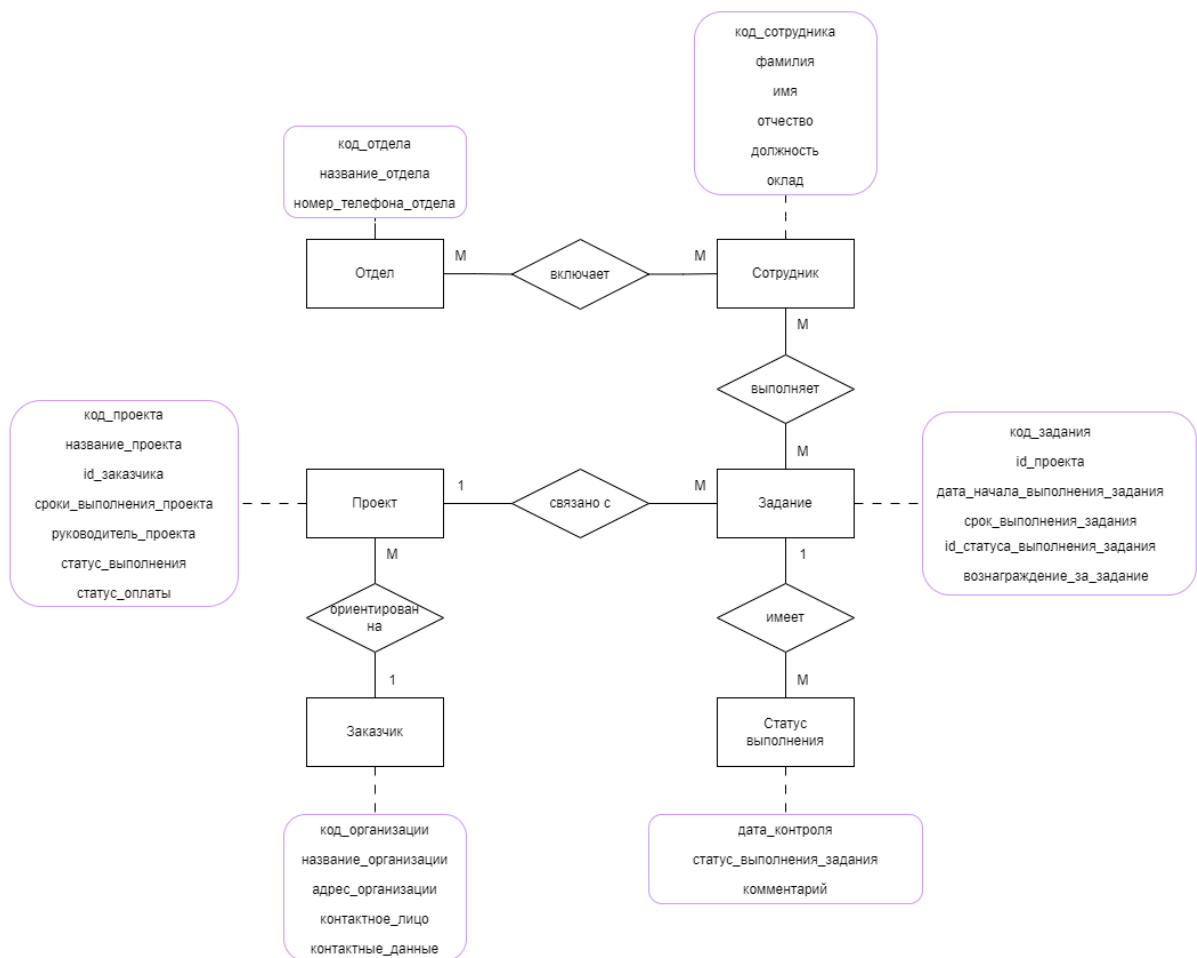 код_сотрудника
фамилия
имя
отчество
должность
оклад
код_отдела
название_отдела
номер_телефона_отдела
Отдел
М
включает
М
Сотрудник
М
выполняет
М
код_проекта
название_проекта
id_заказчика
сроки_выполнения_проекта
руководитель_проекта
статус_выполнения
статус_оплаты
Проект
1
связано с
М
Задание
код_задания
id_проекта
дата_начала_выполнения_задания
срок_выполнения_задания
id_статуса_выполнения_задания
вознаграждение_за_задание
М
ориентирован
на
1
Заказчик
1
имеет
М
Статус
выполнения
код_организации
название_организации
адрес_организации
контактное_лицо
контактные_данные
дата_контроля
статус_выполнения_задания
комментарий